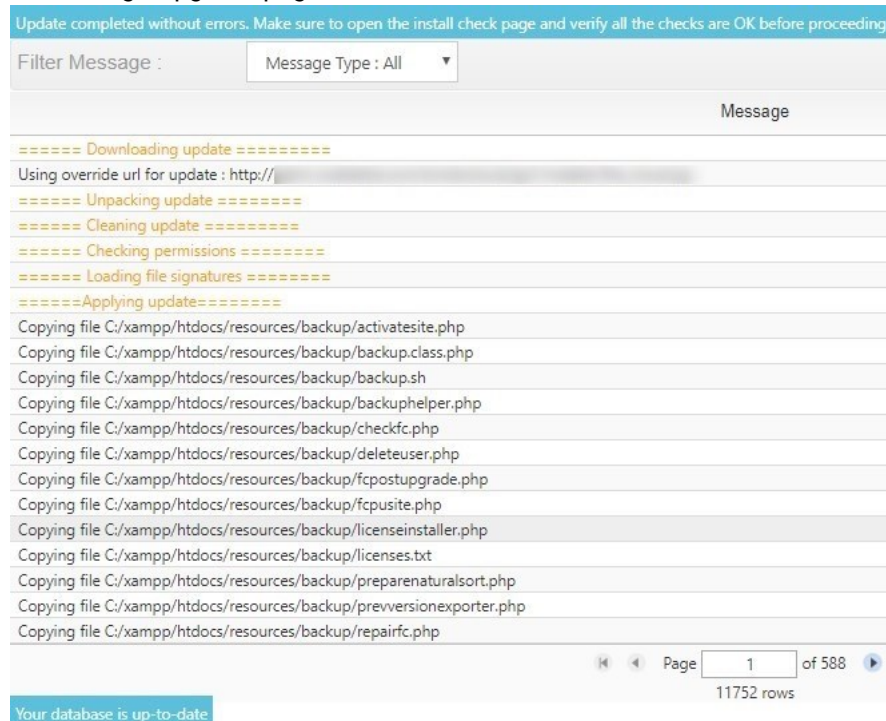 Update completed without errors. Make sure to open the install check page and verify all the checks are OK before proceeding
Filter Message :
Message Type : All
Message
====== Downloading update =========
Using override url for update : http://
====== Unpacking update ========
====== Cleaning update =========
====== Checking permissions ========
====== Loading file signatures ========
======Applying update========
Copying file C:/xampp/htdocs/resources/backup/activatesite.php
Copying file C:/xampp/htdocs/resources/backup/backup.class.php
Copying file C:/xampp/htdocs/resources/backup/backup.sh
Copying file C:/xampp/htdocs/resources/backup/backuphelper.php
Copying file C:/xampp/htdocs/resources/backup/checkfc.php
Copying file C:/xampp/htdocs/resources/backup/deleteuser.php
Copying file C:/xampp/htdocs/resources/backup/fcpostupgrade.php
Copying file C:/xampp/htdocs/resources/backup/fcpusite.php
Copying file C:/xampp/htdocs/resources/backup/licenseinstaller.php
Copying file C:/xampp/htdocs/resources/backup/licenses.txt
Copying file C:/xampp/htdocs/resources/backup/preparenaturalsort.php
Copying file C:/xampp/htdocs/resources/backup/prevversionexporter.php
Copying file C:/xampp/htdocs/resources/backup/repairfc.php
Page 1 of 588
11752 rows
Your database is up-to-date